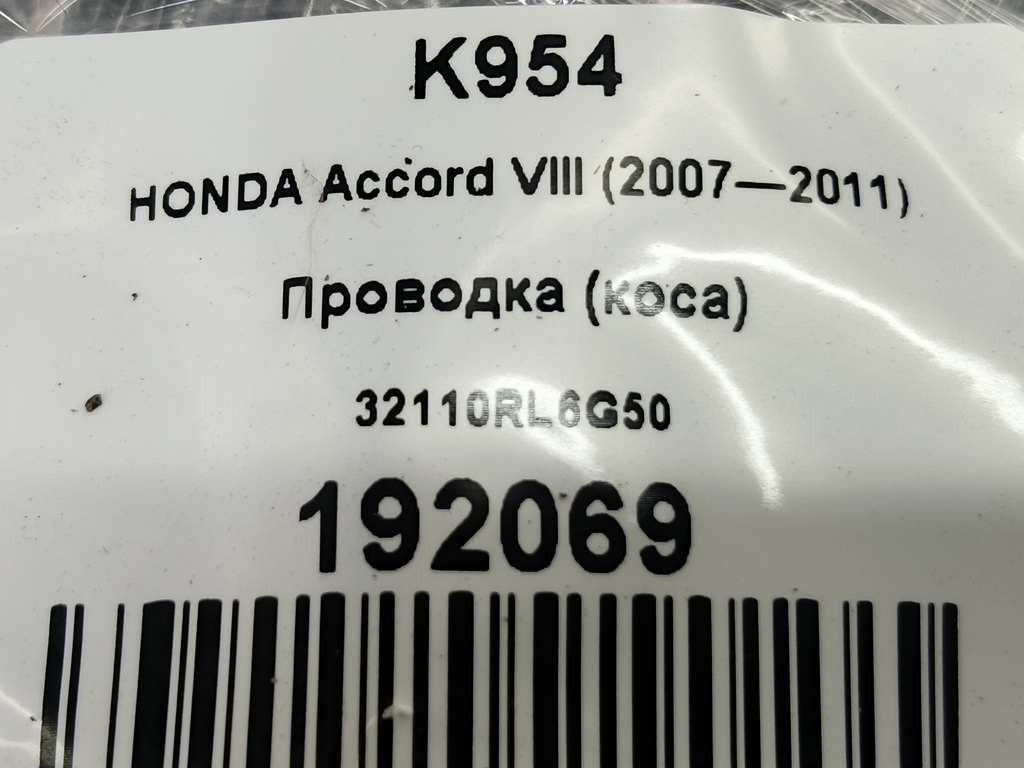 K954
HONDA Accord VIII (2007—2011)
Проводка (коса)
32110RL6G50
192069